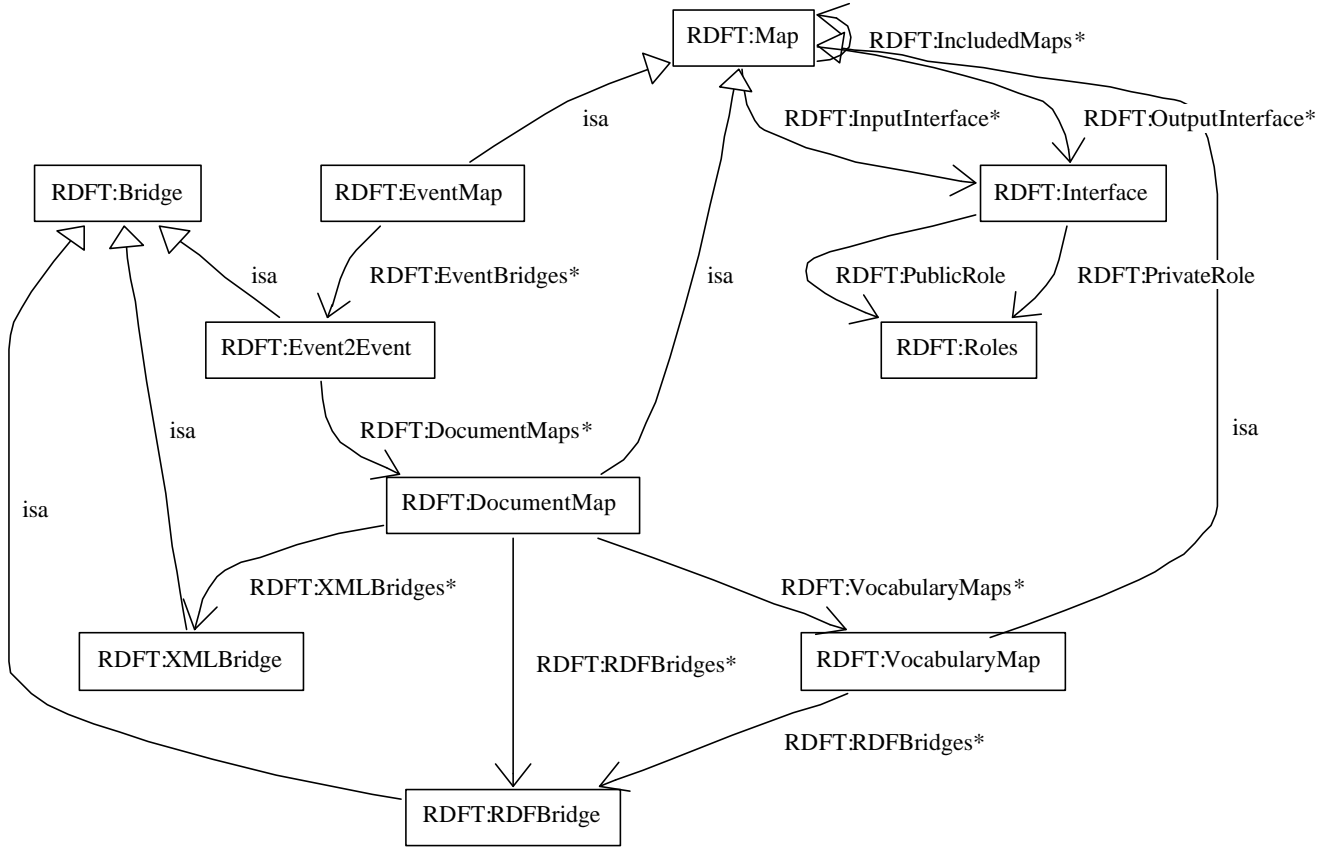 RDFT:Map
RDFT:IncludedMaps*
isa
RDFT:InputInterface*
RDFT:OutputInterface*
RDFT:Bridge
RDFT:EventMap
RDFT:Interface
isa
RDFT:EventBridges*
isa
RDFT:PublicRole
RDFT:PrivateRole
RDFT:Event2Event
RDFT:Roles
isa
RDFT:DocumentMaps*
isa
RDFT:DocumentMap
isa
RDFT:XMLBridges*
RDFT:VocabularyMaps*
RDFT:XMLBridge
RDFT:RDFBridges*
RDFT:VocabularyMap
RDFT:RDFBridges*
RDFT:RDFBridge